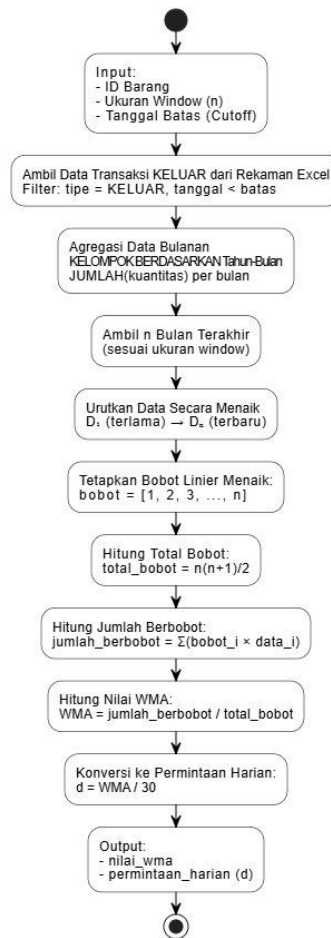 Input:
- ID Barang
- Ukuran Window (n)
- Tanggal Batas (Cutoff)
Ambil Data Transaksi KELUAR dari Rekaman Excel
Filter: tipe = KELUAR, tanggal < batas
Agregasi Data Bulanan
KELOMPOK BERDASARKAN Tahun-Bulan
JUMLAH(kuantitas) per bulan
Ambil n Bulan Terakhir
(sesuai ukuran window)
Urutkan Data Secara Menaik
D₁ (terlama) → Dₙ (terbaru)
Tetapkan Bobot Linier Menaik:
bobot = [1, 2, 3, ..., n]
Hitung Total Bobot:
total_bobot = n(n+1)/2
Hitung Jumlah Berbobot:
jumlah_berbobot = Σ(bobot_i × data_i)
Hitung Nilai WMA:
WMA = jumlah_berbobot / total_bobot
Konversi ke Permintaan Harian:
d = WMA / 30
Output:
- nilai_wma
- permintaan_harian (d)